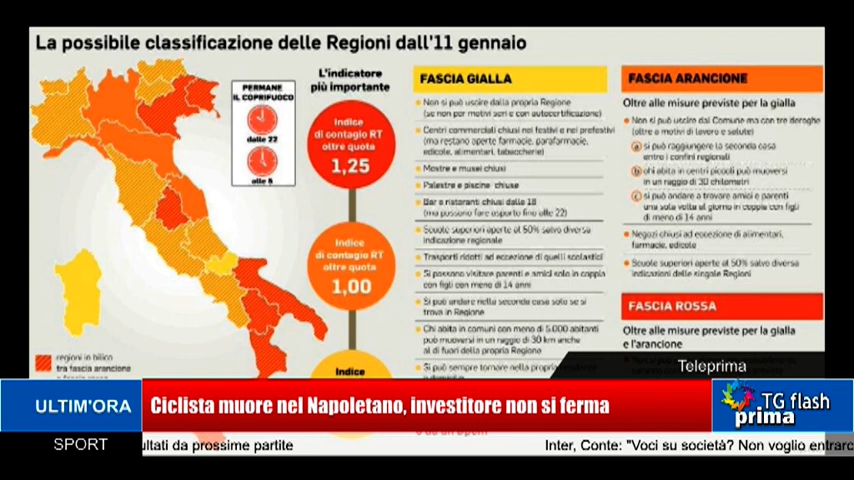 La possibile classificazione delle Regioni dall'11 gennaio
PERMANE
IL COPRIFUOCO
dalle 22
alle 5
L'indicatore
più importante
Indice
di contagio RT
oltre quota
1,25
Indice
di contagio RT
oltre quota
1,00
Indice
regioni in bilico
tra fascia arancione
FASCIA GIALLA
Non si può uscire dalla propria Regione
(se non per motivi seri e con autocertificazione)
Centri commerciali chiusi nei festivi e nei prefestivi
(ma restano aperte farmacie, parafarmacie,
edicole, alimentari, tabaccherie)
Mostre e musei chiusi
Palestre e piscine chiuse
Bar e ristoranti chiusi dalle 18
(ma possono fare asporto fino alle 22)
Scuole superiori aperte al 50% salvo diversa
indicazione regionale
Trasporti ridotti ad eccezione di quelli scolastici
Si possono visitare parenti e amici solo in coppia
con figli con meno di 14 anni
Si può andare nella seconda casa solo se si
trova in Regione
Chi abita in comuni con meno di 5.000 abitanti
può muoversi in un raggio di 30 km anche
al di fuori della propria Regione
Si può sempre tornare nella propria
FASCIA ARANCIONE
Oltre alle misure previste per la gialla
Non si può uscire dal Comune ma con tre deroghe
(oltre a motivi di lavoro e salute)
a si può raggiungere la seconda casa
entro i confini regionali
b chi abita in centri piccoli può muoversi
in un raggio di 30 chilometri
c si può andare a trovare amici e parenti
una sola volta al giorno in coppia con figli
di meno di 14 anni
Negozi chiusi ad eccezione di alimentari,
farmacie, edicole
Scuole superiori aperte al 50% salvo diversa
indicazioni delle singole Regioni
FASCIA ROSSA
Oltre alle misure previste per la gialla
e l'arancione
Teleprima
ULTIM'ORA
Ciclista muore nel Napoletano, investitore non si ferma
TG flash
prima
SPORT
ultati da prossime partite
Inter, Conte: "Voci su società? Non voglio entrarc